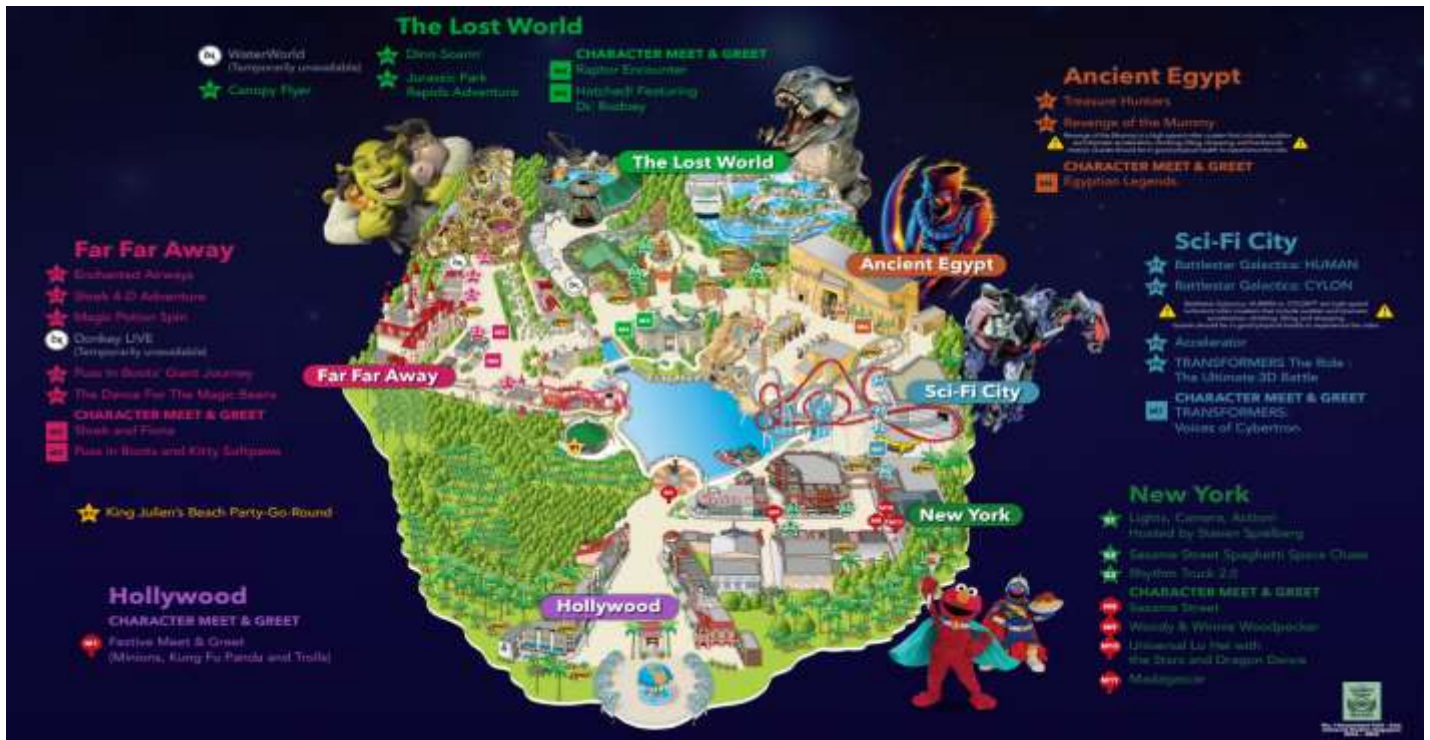 The Lost World
WaterWorld
(Temporarily unavailable)
Canopy Flyer
Dino-Soarin'
Jurassic Park
Rapids Adventure
CHARACTER MEET & GREET
Raptor Encounter
Hatched! Featuring
Dr. Rodney
Ancient Egypt
Treasure Hunters
Revenge of the Mummy
CHARACTER MEET & GREET
Egyptian Legends
Far Far Away
Enchanted Airways
Shrek 4-D Adventure
Magic Potion Spin
Donkey LIVE
(Temporarily unavailable)
Puss In Boots' Giant Journey
The Dance For The Magic Beans
CHARACTER MEET & GREET
Shrek and Fiona
Puss in Boots and Kitty Softpaws
King Julien's Beach Party-Go-Round
Hollywood
CHARACTER MEET & GREET
Festive Meet & Greet
(Minions, Kung Fu Panda and Trolls)
Sci-Fi City
Battlestar Galactica: HUMAN
Battlestar Galactica: CYLON
Accelerator
TRANSFORMERS The Ride :
The Ultimate 3D Battle
CHARACTER MEET & GREET
TRANSFORMERS:
Voices of Cybertron
New York
Lights, Camera, Action!
Hosted by Steven Spielberg
Sesame Street Spaghetti Space Chase
Rhythm Truck 2.0
CHARACTER MEET & GREET
Sesame Street
Woody & Winnie Woodpecker
Universal Lo Hei with
the Stars and Dragon Dance
Madagascar
The Lost World
Ancient Egypt
Far Far Away
Sci-Fi City
New York
Hollywood